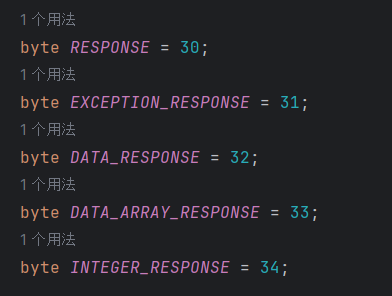 1 个用法
byte RESPONSE = 30;
1 个用法
byte EXCEPTION_RESPONSE = 31;
1 个用法
byte DATA_RESPONSE = 32;
1 个用法
byte DATA_ARRAY_RESPONSE = 33;
1 个用法
byte INTEGER_RESPONSE = 34;